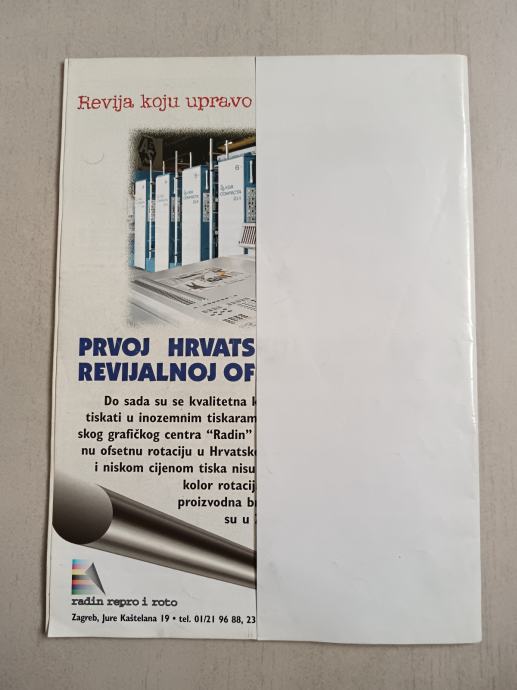 Revija koju upravo
PRVOJ HRVATS
REVIJALNOJ OF
Do sada su se kvalitetna k
tiskati u inozemnim tiskaram
skog grafičkog centra “Radin”
nu ofsetnu rotaciju u Hrvatsk
i niskom cijenom tiska nisu
kolor rotacij
proizvodna b
su u
radin repro i roto
Zagreb, Jure Kaštelana 19 • tel. 01/21 96 88, 23